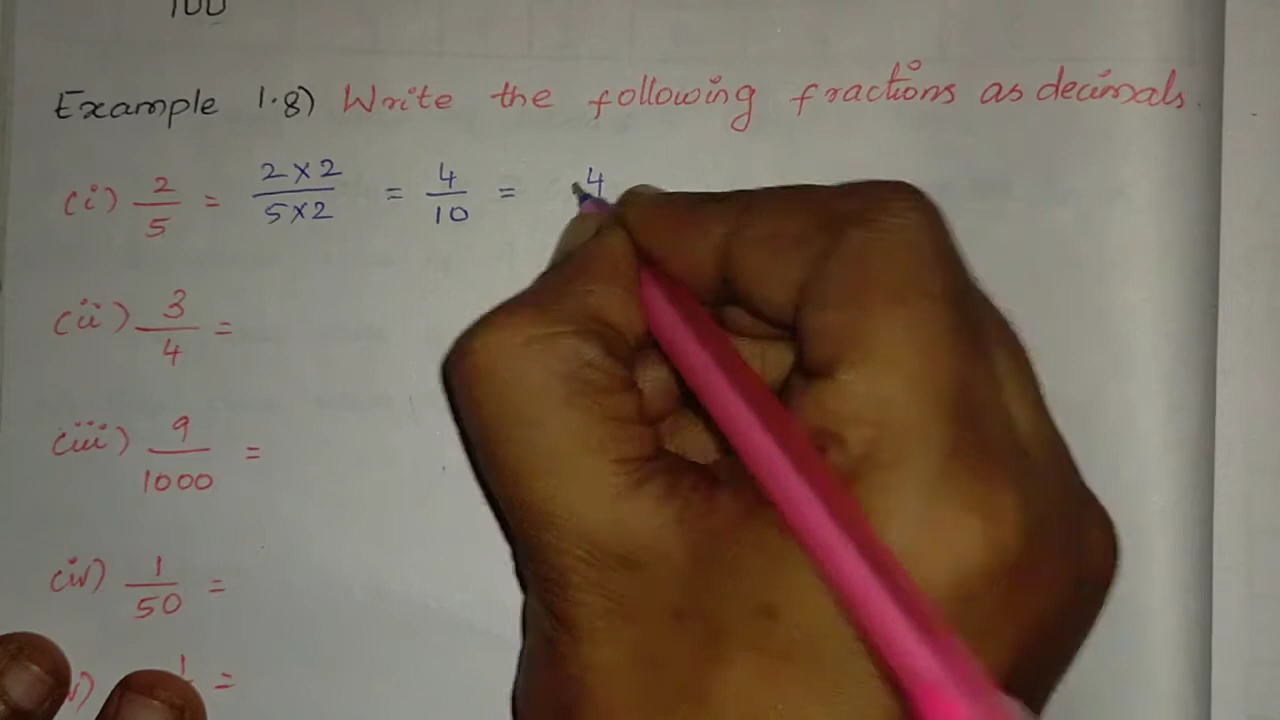 100
Example 1.8) Write the following fractions as decimals.
(i) 2/5 = 2×2/5×2 = 4/10 = 4
(ii) 3/4 =
(iii) 9/1000 =
(iv) 1/50 =
=